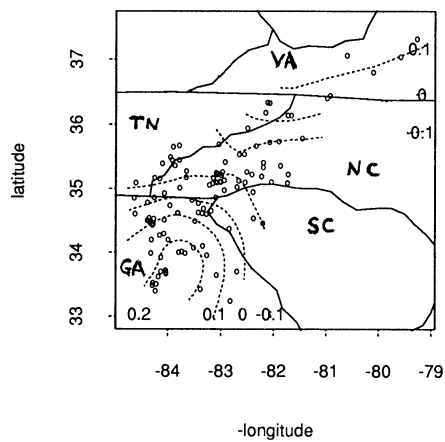 37
VA
0.1
0
36
TN
-0.1
latitude
NC
35
SC
34
GA
33
0.2
0.1
0
-0.1
-84
-83
-82
-81
-80
-79
-longitude